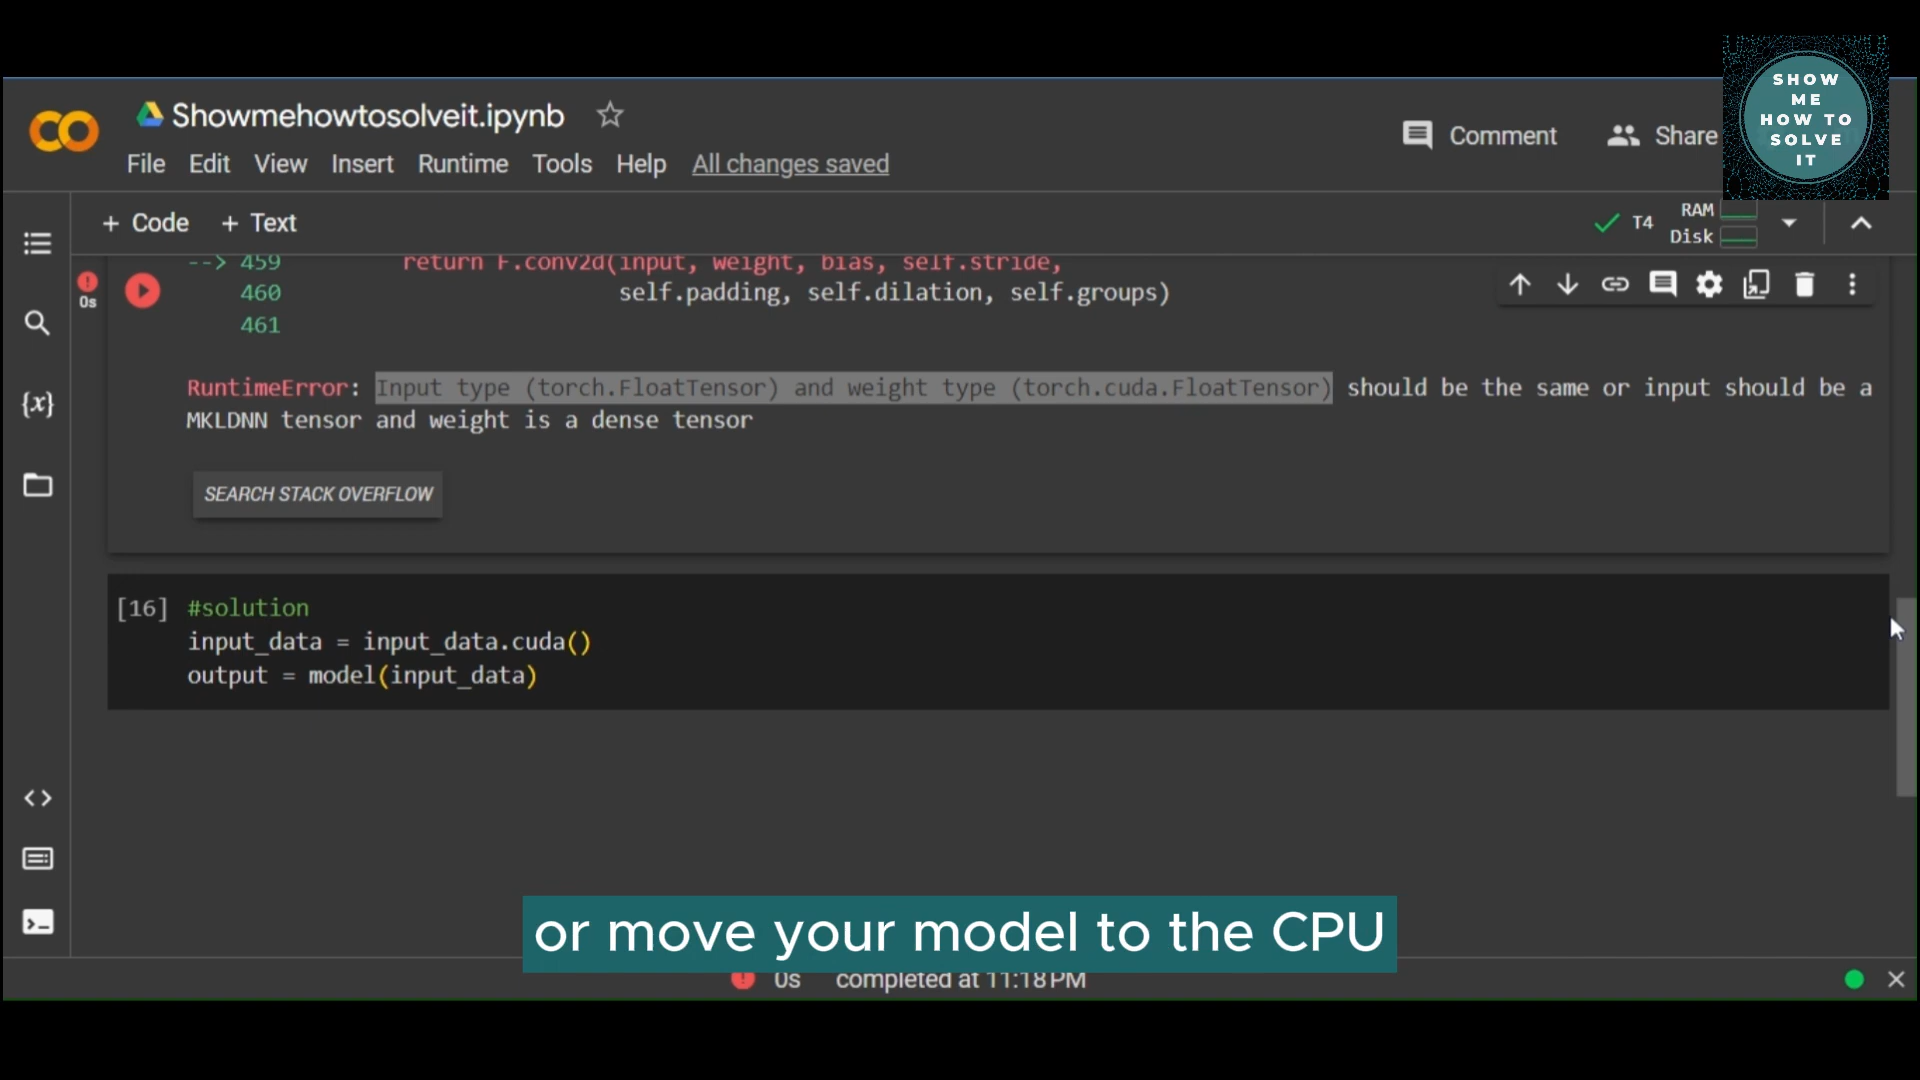 SHOW
ME
HOW TO
SOLVE
IT
Showmehowtosolveit.ipynb
Comment
Share
File Edit View Insert Runtime Tools Help All changes saved
+ Code + Text
T4
RAM
Disk
--> 459 return F.conv2d(input, weight, bias, self.stride,
0s
460 self.padding, self.dilation, self.groups)
461
RuntimeError: Input type (torch.FloatTensor) and weight type (torch.cuda.FloatTensor) should be the same or input should be a
MKLDNN tensor and weight is a dense tensor
SEARCH STACK OVERFLOW
[16] #solution
input_data = input_data.cuda()
output = model(input_data)
or move your model to the CPU
0s completed at 11:18 PM